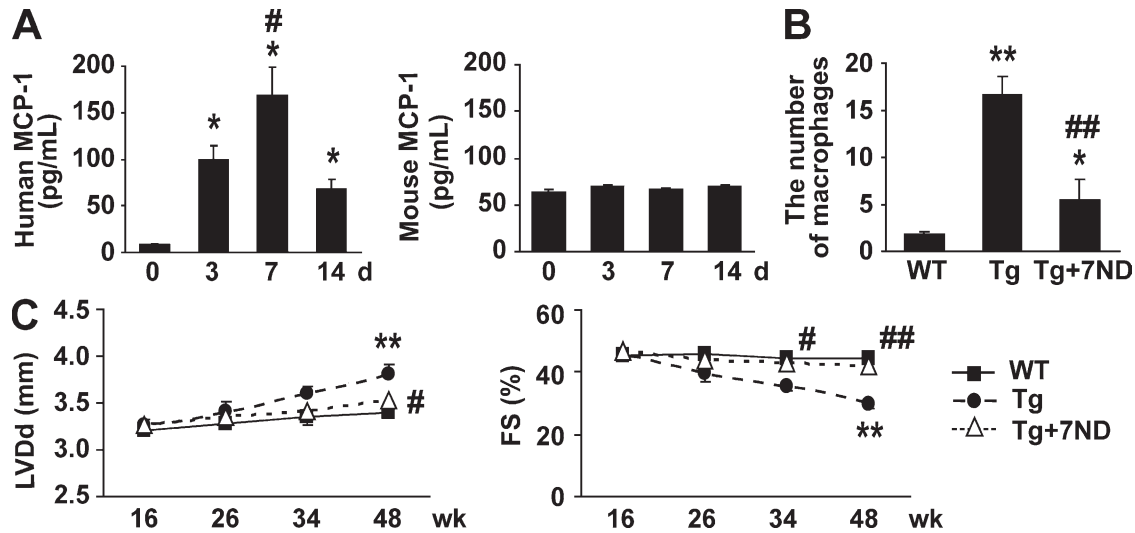 A
Human MCP-1
(pg/mL)
200
150
100
50
0
*
#
*
*
0 3 7 14 d
Mouse MCP-1
(pg/mL)
200
150
100
50
0
0 3 7 14 d
B
The number
of macrophages
20
15
10
5
0
**
##
*
WT Tg Tg+7ND
C
LVDd (mm)
4.5
4.0
3.5
3.0
2.5
**
#
16 26 34 48 wk
FS (%)
60
40
20
0
#
##
**
16 26 34 48 wk
WT
Tg
Tg+7ND